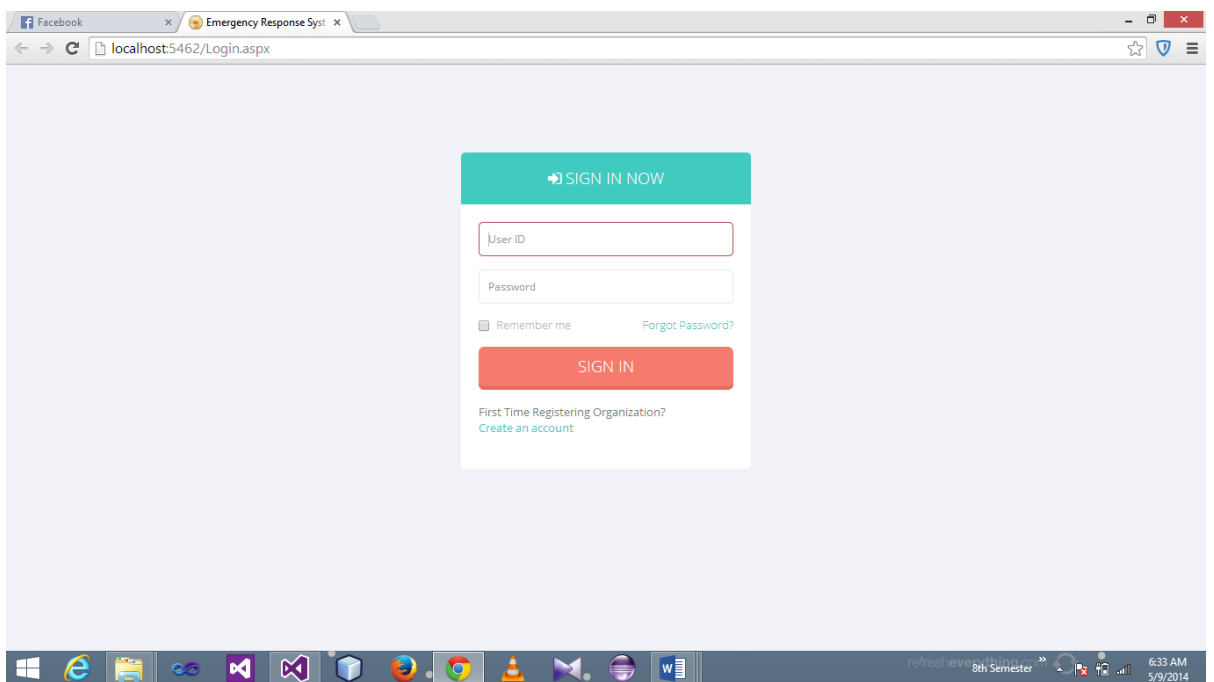 Facebook
Emergency Response Syst
localhost:5462/Login.aspx
SIGN IN NOW
User ID
Password
Remember me Forgot Password?
SIGN IN
First Time Registering Organization?
Create an account
8th Semester
6:33 AM
5/9/2014